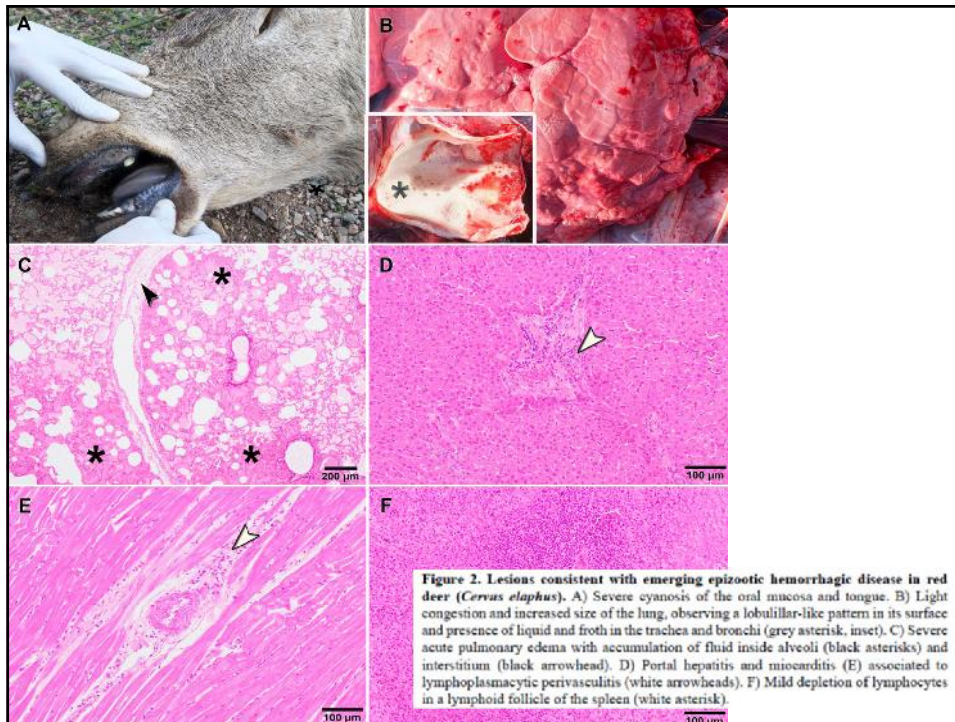 A
B
C
D
200 µm
100 µm
E
F
100 µm
100 µm
Figure 2. Lesions consistent with emerging epizootic hemorrhagic disease in red
deer (Cervus elaphus). A) Severe cyanosis of the oral mucosa and tongue. B) Light
congestion and increased size of the lung, observing a lobulillar-like pattern in its surface
and presence of liquid and froth in the trachea and bronchi (grey asterisk, inset). C) Severe
acute pulmonary edema with accumulation of fluid inside alveoli (black asterisks) and
interstitium (black arrowhead). D) Portal hepatitis and miocarditis (E) associated to
lymphoplasmacytic perivasculitis (white arrowheads). F) Mild depletion of lymphocytes
in a lymphoid follicle of the spleen (white asterisk).